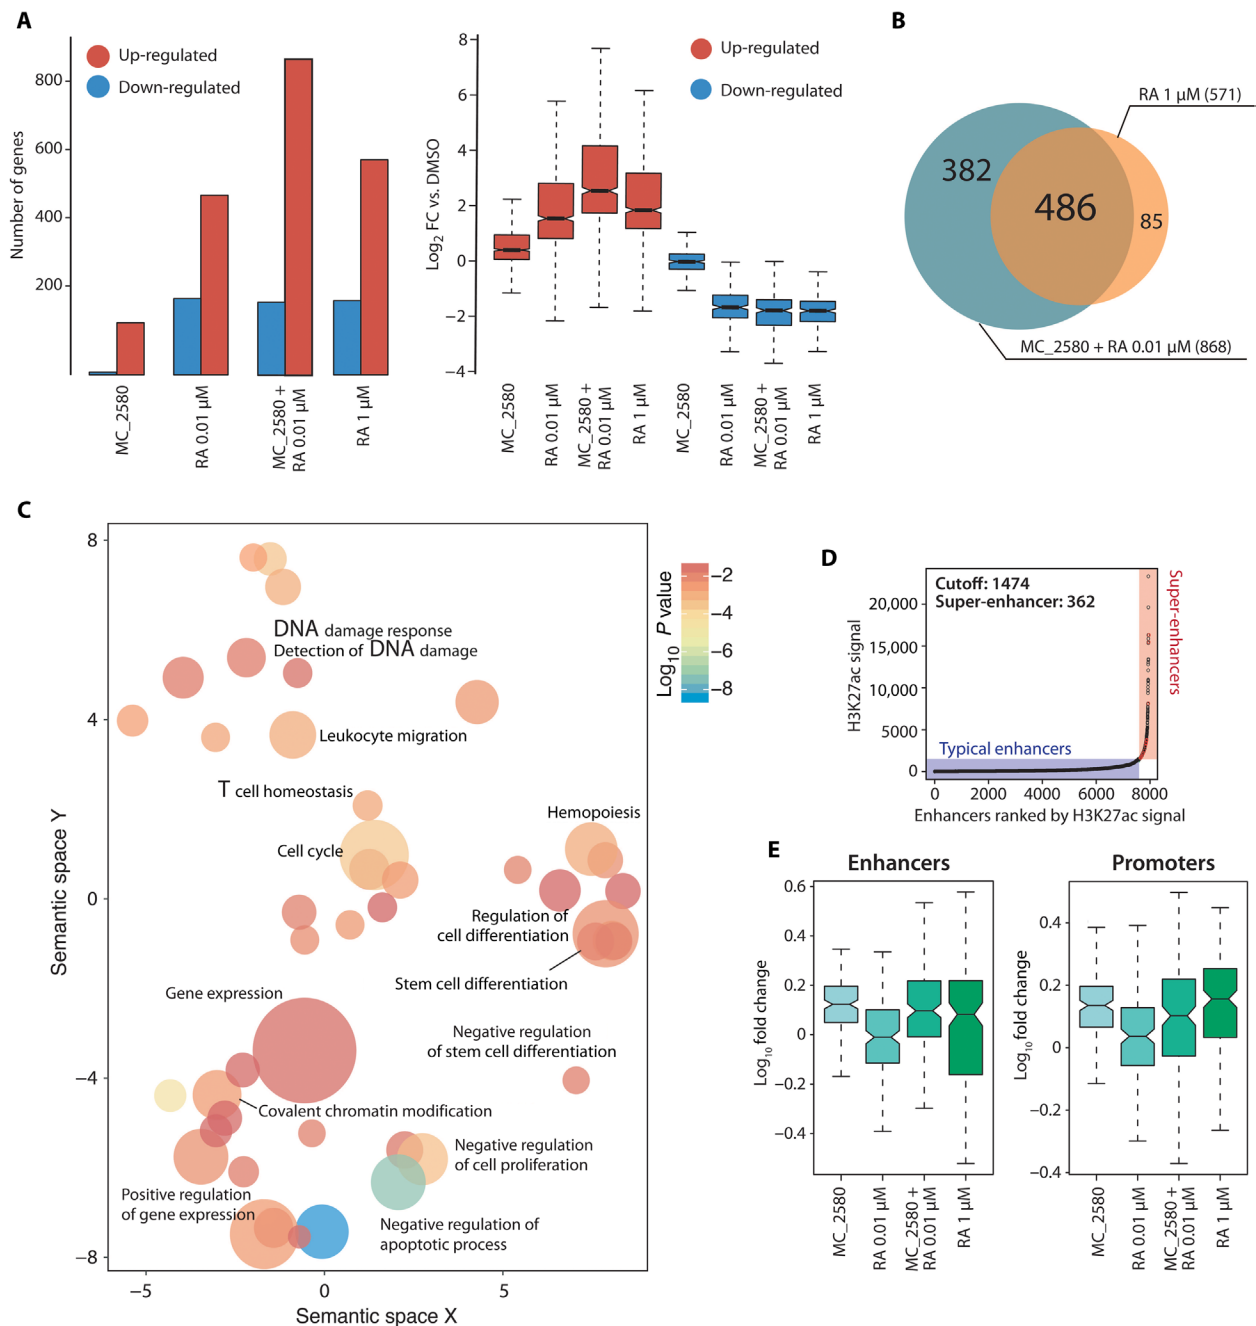 A
Up-regulated
Down-regulated
Number of genes
800
600
400
200
MC_2580
RA 0.01 µM
MC_2580 +
RA 0.01 µM
RA 1 µM
Up-regulated
Down-regulated
Log2 FC vs. DMSO
8
6
4
2
0
−2
−4
MC_2580
RA 0.01 µM
MC_2580 +
RA 0.01 µM
RA 1 µM
MC_2580
RA 0.01 µM
MC_2580 +
RA 0.01 µM
RA 1 µM
B
RA 1 µM (571)
382
486
85
MC_2580 + RA 0.01 µM (868)
C
Semantic space Y
8
4
0
−4
−8
DNA damage response
Detection of DNA damage
Leukocyte migration
T cell homeostasis
Cell cycle
Hemopoiesis
Regulation of
cell differentiation
Stem cell differentiation
Gene expression
Negative regulation
of stem cell differentiation
Covalent chromatin modification
Negative regulation
of cell proliferation
Positive regulation
of gene expression
Negative regulation of
apoptotic process
−5
0
5
Semantic space X
Log10 P value
−2
−4
−6
−8
D
Cutoff: 1474
Super-enhancer: 362
H3K27ac signal
20,000
15,000
10,000
5000
0
Typical enhancers
Super-enhancers
0
2000
4000
6000
8000
Enhancers ranked by H3K27ac signal
E
Enhancers
Log10 fold change
0.6
0.4
0.2
0
−0.2
−0.4
MC_2580
RA 0.01 µM
MC_2580 +
RA 0.01 µM
RA 1 µM
Promoters
Log10 fold change
0.4
0.2
0
−0.2
−0.4
MC_2580
RA 0.01 µM
MC_2580 +
RA 0.01 µM
RA 1 µM